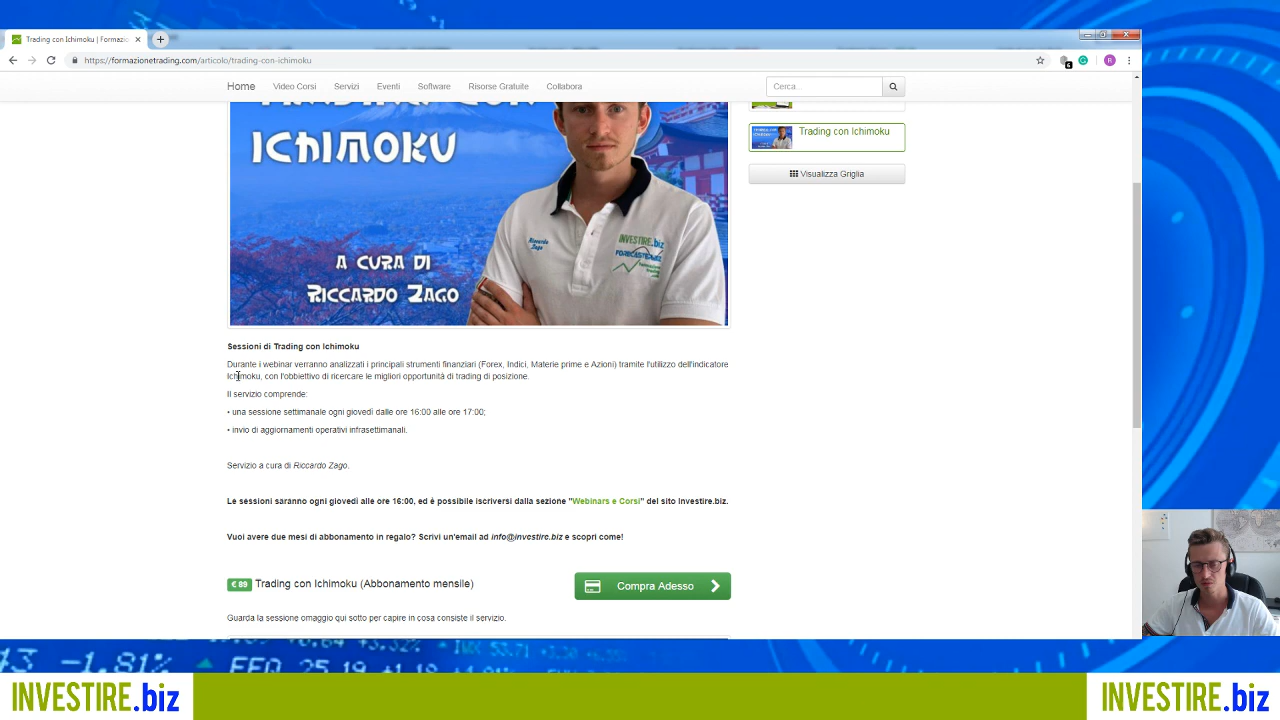 Trading con Ichimoku | Formazio
https://formazionetrading.com/articolo/trading-con-ichimoku
Home Video Corsi Servizi Eventi Software Risorse Gratuite Collabora Cerca...
TRADING CON
ICHIMOKU
Riccardo Zago
INVESTIRE.biz
A CURA DI
RICCARDO ZAGO
Trading con Ichimoku
Visualizza Griglia
Sessioni di Trading con Ichimoku
Durante i webinar verranno analizzati i principali strumenti finanziari (Forex, Indici, Materie prime e Azioni) tramite l'utilizzo dell'indicatore
Ichimoku, con l'obbiettivo di ricercare le migliori opportunità di trading di posizione.
Il servizio comprende:
• una sessione settimanale ogni giovedì dalle ore 16:00 alle ore 17:00;
• invio di aggiornamenti operativi infrasettimanali.
Servizio a cura di Riccardo Zago.
Le sessioni saranno ogni giovedì alle ore 16:00, ed è possibile iscriversi dalla sezione "Webinars e Corsi" del sito Investire.biz.
Vuoi avere due mesi di abbonamento in regalo? Scrivi un'email ad info@investire.biz e scopri come!
€ 89 Trading con Ichimoku (Abbonamento mensile) Compra Adesso
Guarda la sessione omaggio qui sotto per capire in cosa consiste il servizio.
-1.81%
INVESTIRE.biz INVESTIRE.biz